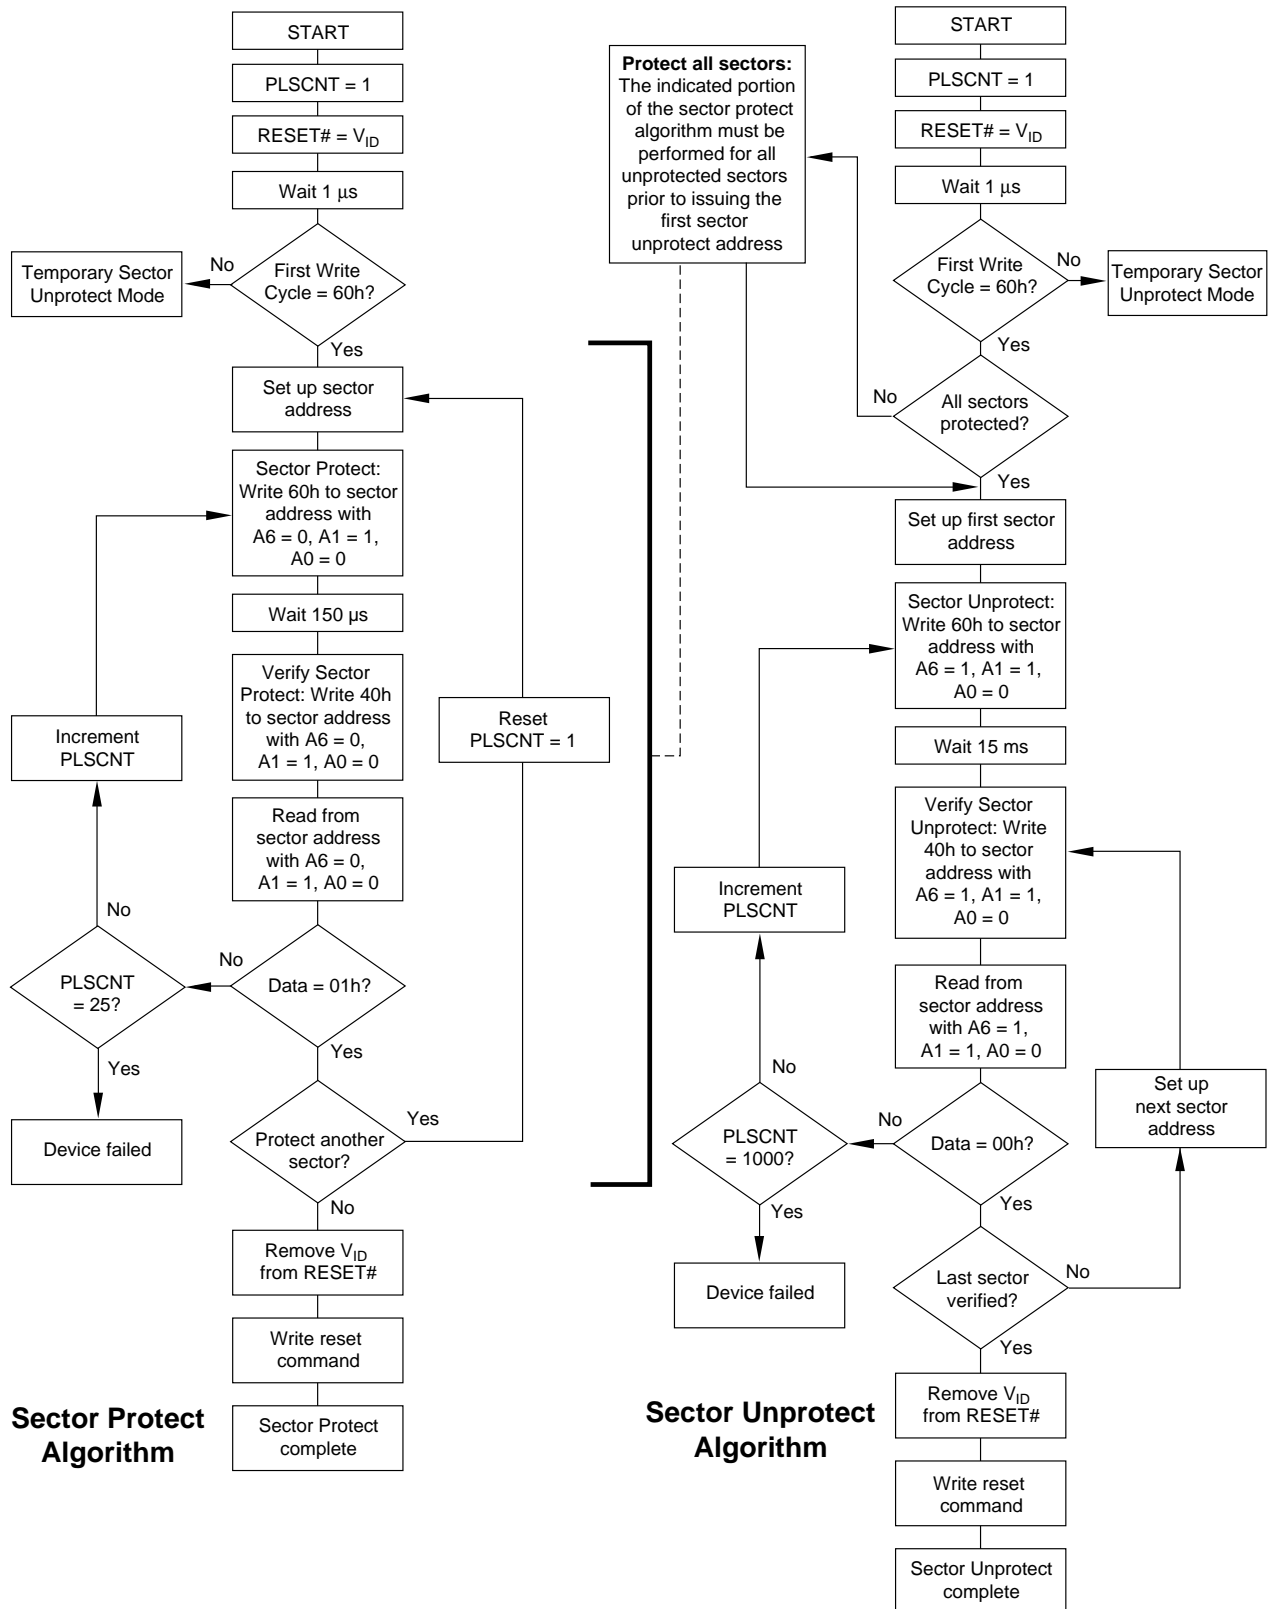 START
PLSCNT = 1
RESET# = VID
Wait 1 μs
First Write
Cycle = 60h?
No
Temporary Sector
Unprotect Mode
Yes
Set up sector
address
Sector Protect:
Write 60h to sector
address with
A6 = 0, A1 = 1,
A0 = 0
Wait 150 µs
Verify Sector
Protect: Write 40h
to sector address
with A6 = 0,
A1 = 1, A0 = 0
Reset
PLSCNT = 1
Increment
PLSCNT
Read from
sector address
with A6 = 0,
A1 = 1, A0 = 0
No
PLSCNT
= 25?
No
Data = 01h?
Yes
Yes
Device failed
Protect another
sector?
Yes
No
Remove VID
from RESET#
Write reset
command
Sector Protect
complete
Sector Protect
Algorithm
Protect all sectors:
The indicated portion
of the sector protect
algorithm must be
performed for all
unprotected sectors
prior to issuing the
first sector
unprotect address
START
PLSCNT = 1
RESET# = VID
Wait 1 μs
First Write
Cycle = 60h?
No
Temporary Sector
Unprotect Mode
Yes
No
All sectors
protected?
Yes
Set up first sector
address
Sector Unprotect:
Write 60h to sector
address with
A6 = 1, A1 = 1,
A0 = 0
Wait 15 ms
Verify Sector
Unprotect: Write
40h to sector
address with
A6 = 1, A1 = 1,
A0 = 0
Increment
PLSCNT
Read from
sector address
with A6 = 1,
A1 = 1, A0 = 0
No
Set up
next sector
address
PLSCNT
= 1000?
No
Data = 00h?
Yes
Yes
Device failed
Last sector
verified?
No
Yes
Remove VID
from RESET#
Write reset
command
Sector Unprotect
complete
Sector Unprotect
Algorithm